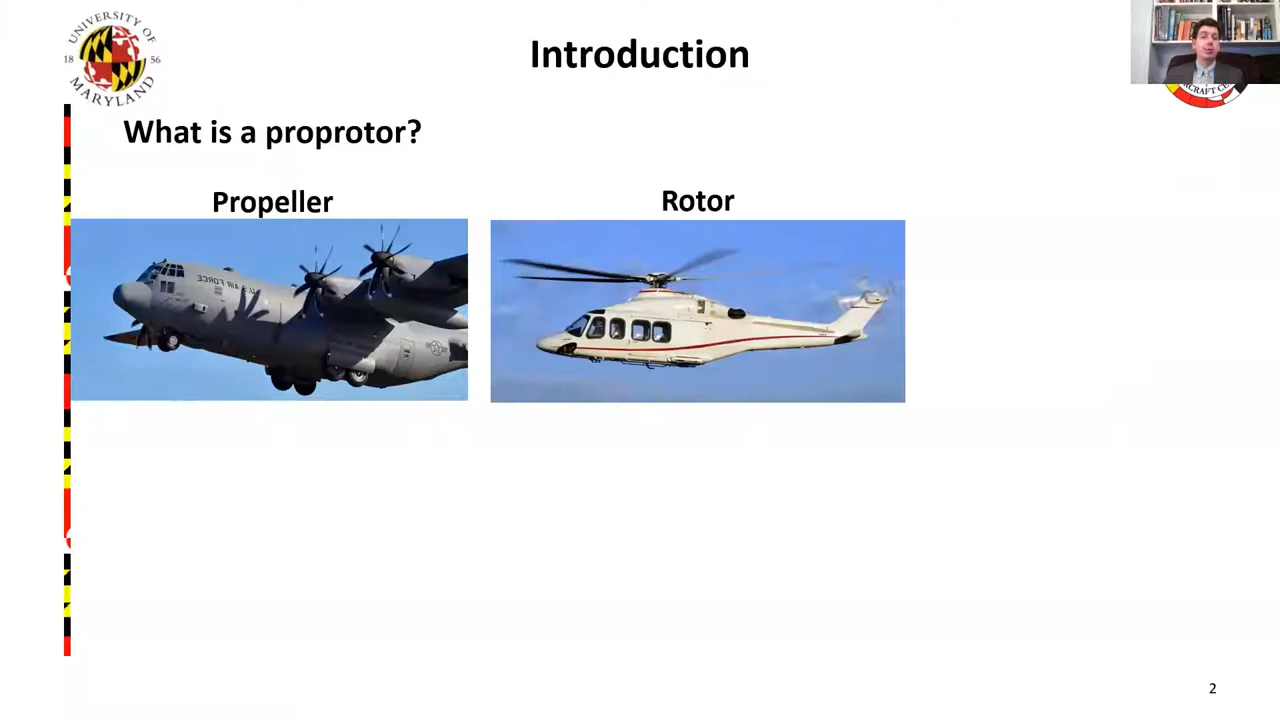 UNIVERSITY OF
18 56
MARYLAND
Introduction
What is a proprotor?
Propeller
Rotor
U.S. AIR FORCE
2